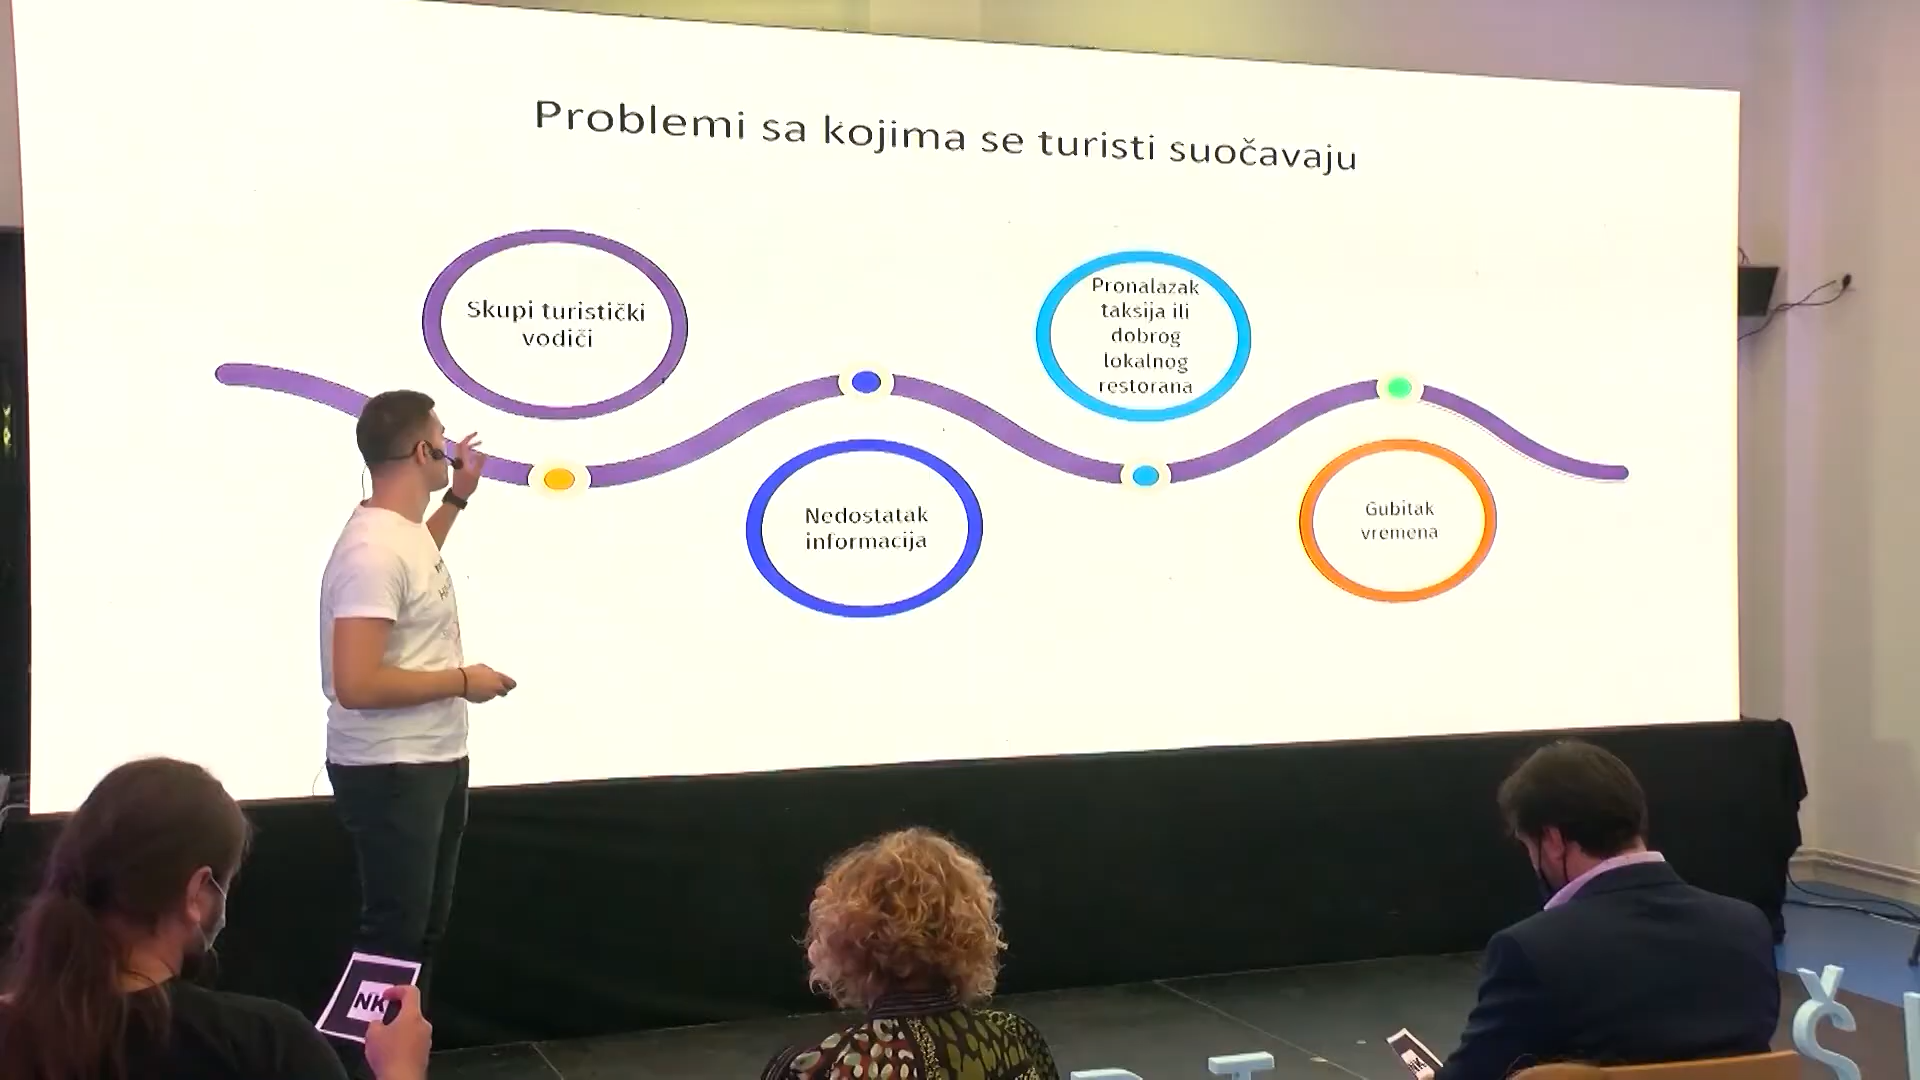 Problemi sa kojima se turisti suočavaju
Skupi turistički
vodiči
Pronalazak
taksija ili
dobrog
lokalnog
restorana
Nedostatak
informacija
Gubitak
vremena
NK